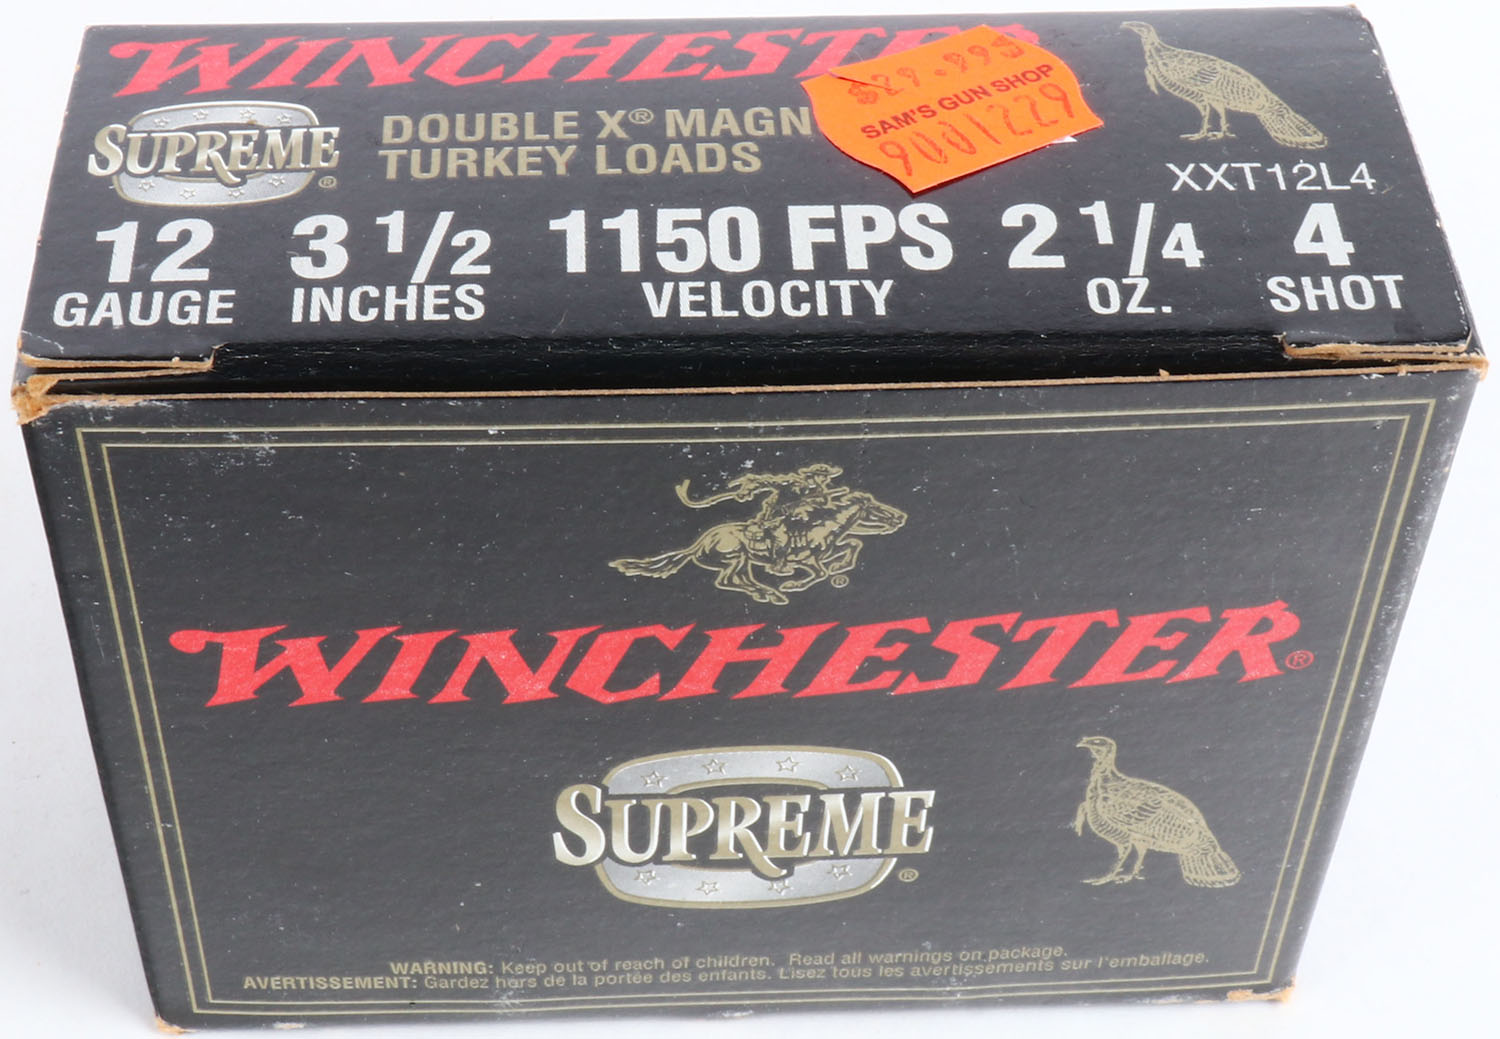 WINCHEST
$29.99
SAM'S GUN SHOP
9001229
SUPREME®
DOUBLE X® MAGN
TURKEY LOADS
XXT12L4
12
GAUGE
3 1/2
INCHES
1150 FPS
VELOCITY
2 1/4
OZ.
4
SHOT
®
WINCHESTER®
SUPREME®
WARNING: Keep out of reach of children. Read all warnings on package.
AVERTISSEMENT: Gardez hors de la portée des enfants. Lisez tous les avertissements sur l'emballage.